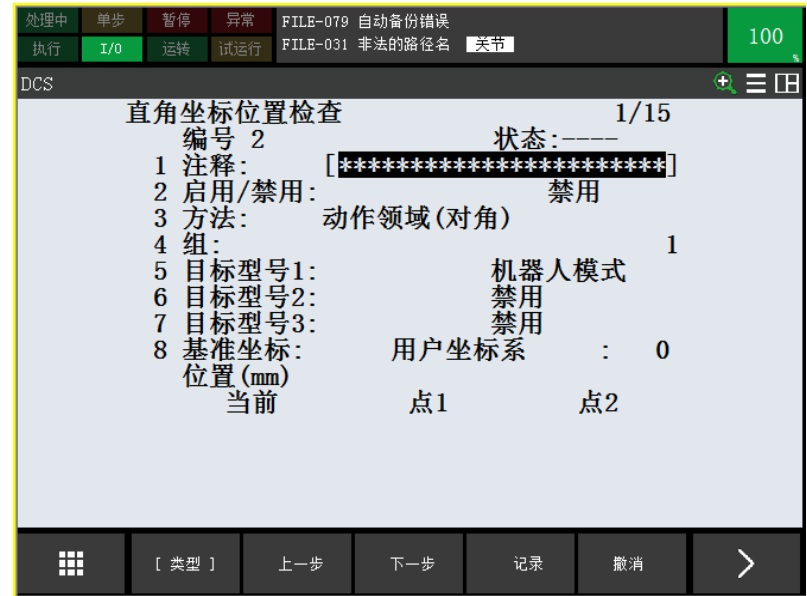 处理中 单步 暂停 异常 FILE-079 自动备份错误
执行 I/O 运转 试运行 FILE-031 非法的路径名 关节 100 %
DCS
直角坐标位置检查 1/15
编号 2 状态:----
1 注释: [************************]
2 启用/禁用: 禁用
3 方法: 动作领域(对角)
4 组: 1
5 目标型号1: 机器人模式
6 目标型号2: 禁用
7 目标型号3: 禁用
8 基准坐标: 用户坐标系 : 0
位置(mm)
当前 点1 点2
[ 类型 ] 上一步 下一步 记录 撤消 >